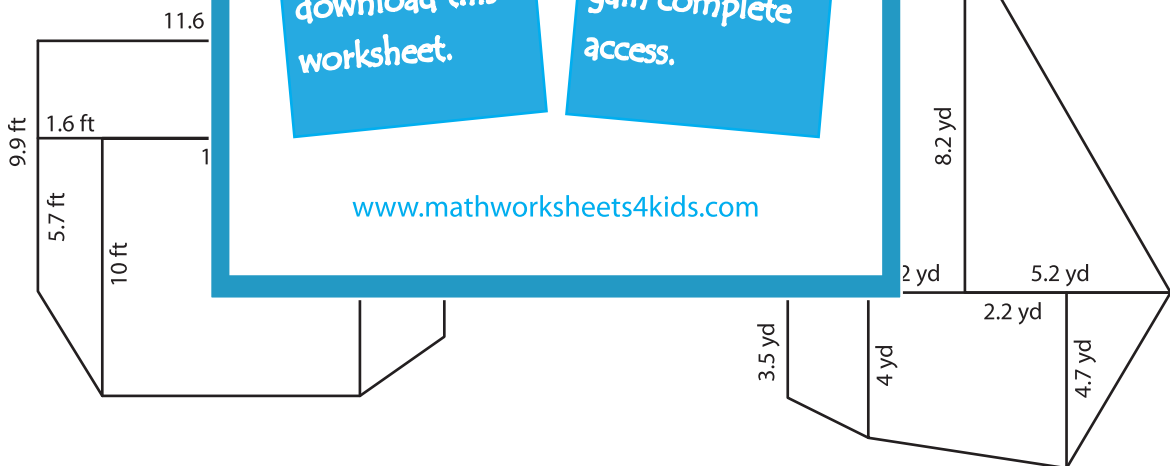 download this
worksheet.
gain complete
access.
www.mathworksheets4kids.com
11.6
9.9 ft
1.6 ft
1
5.7 ft
10 ft
8.2 yd
2 yd
5.2 yd
2.2 yd
3.5 yd
4 yd
4.7 yd